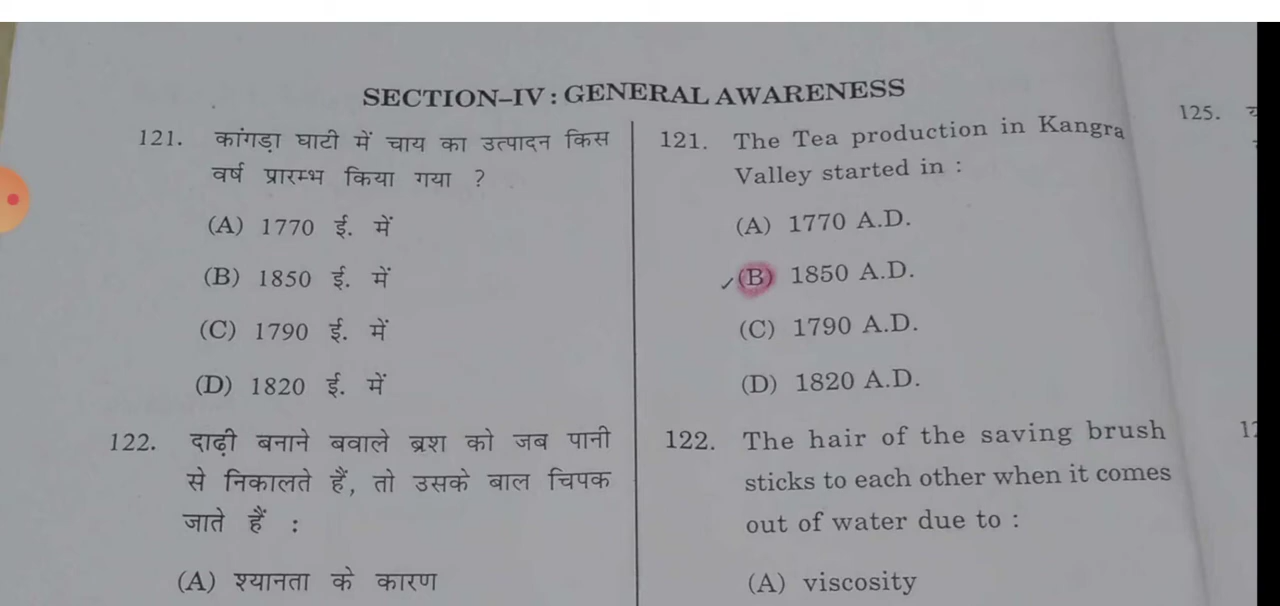 SECTION–IV : GENERAL AWARENESS
121. कांगड़ा घाटी में चाय का उत्पादन किस
वर्ष प्रारम्भ किया गया ?
(A) 1770 ई. में
(B) 1850 ई. में
(C) 1790 ई. में
(D) 1820 ई. में
122. दाढ़ी बनाने बवाले ब्रश को जब पानी
से निकालते हैं, तो उसके बाल चिपक
जाते हैं :
(A) श्यानता के कारण
121. The Tea production in Kangra
Valley started in :
(A) 1770 A.D.
(B) 1850 A.D.
(C) 1790 A.D.
(D) 1820 A.D.
122. The hair of the saving brush
sticks to each other when it comes
out of water due to :
(A) viscosity
125.